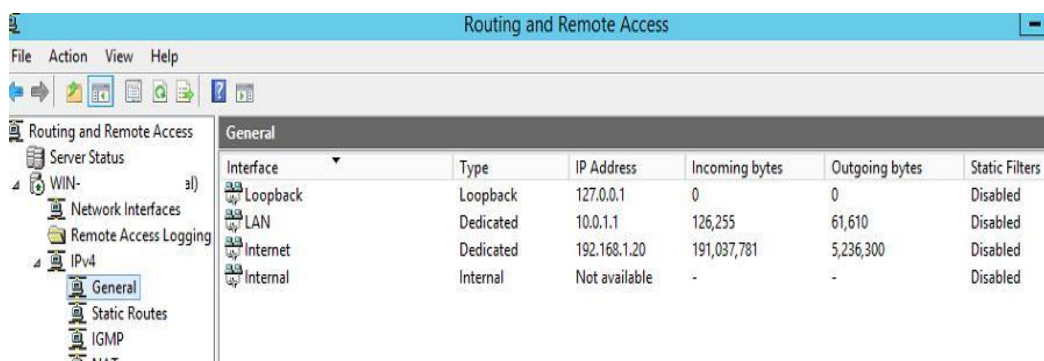 Routing and Remote Access
File Action View Help
Routing and Remote Access
Server Status
WIN- al)
Network Interfaces
Remote Access Logging
IPv4
General
Static Routes
IGMP
NAT
General
Interface Type IP Address Incoming bytes Outgoing bytes Static Filters
Loopback Loopback 127.0.0.1 0 0 Disabled
LAN Dedicated 10.0.1.1 126,255 61,610 Disabled
Internet Dedicated 192.168.1.20 191,037,781 5,236,300 Disabled
Internal Internal Not available - - Disabled